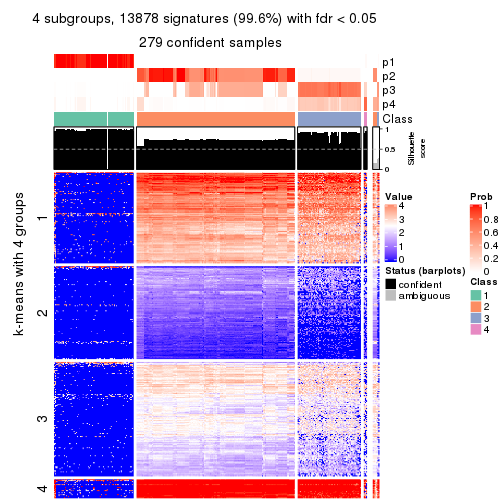 4 subgroups, 13878 signatures (99.6%) with fdr < 0.05
279 confident samples
p1
p2
p3
p4
Class
1
0.5
0
Silhouette
score
k-means with 4 groups
1
2
3
4
Value
4
3
2
1
0
Status (barplots)
confident
ambiguous
Prob
1
0.8
0.6
0.4
0.2
0
Class
1
2
3
4